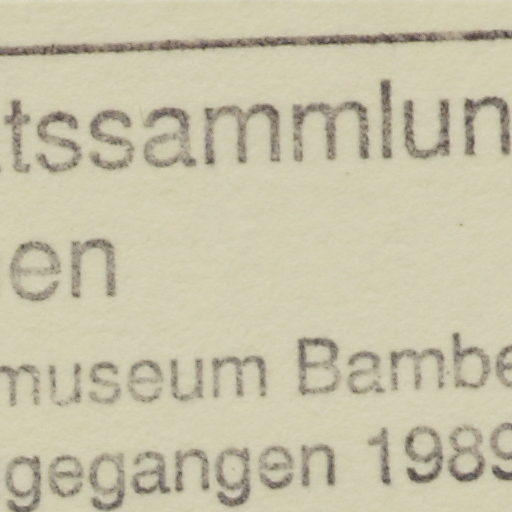 tssammlun
en
museum Bambe
gegangen 1989